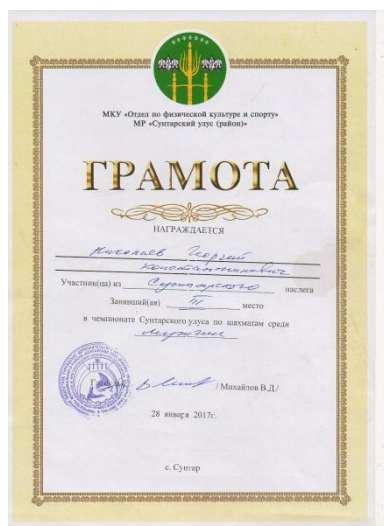 МКУ «Отдел по физической культуре и спорту»
МР «Сунтарский улус (район)»
ГРАМОТА
НАГРАЖДАЕТСЯ
Николаев Георгий
Константинович
Участник(ца) из Сунтарского наслега
Занявший(ая) III место
в чемпионате Сунтарского улуса по шахматам среди
мужчин
/ Михайлов В.Д./
28 января 2017г.
с. Сунтар